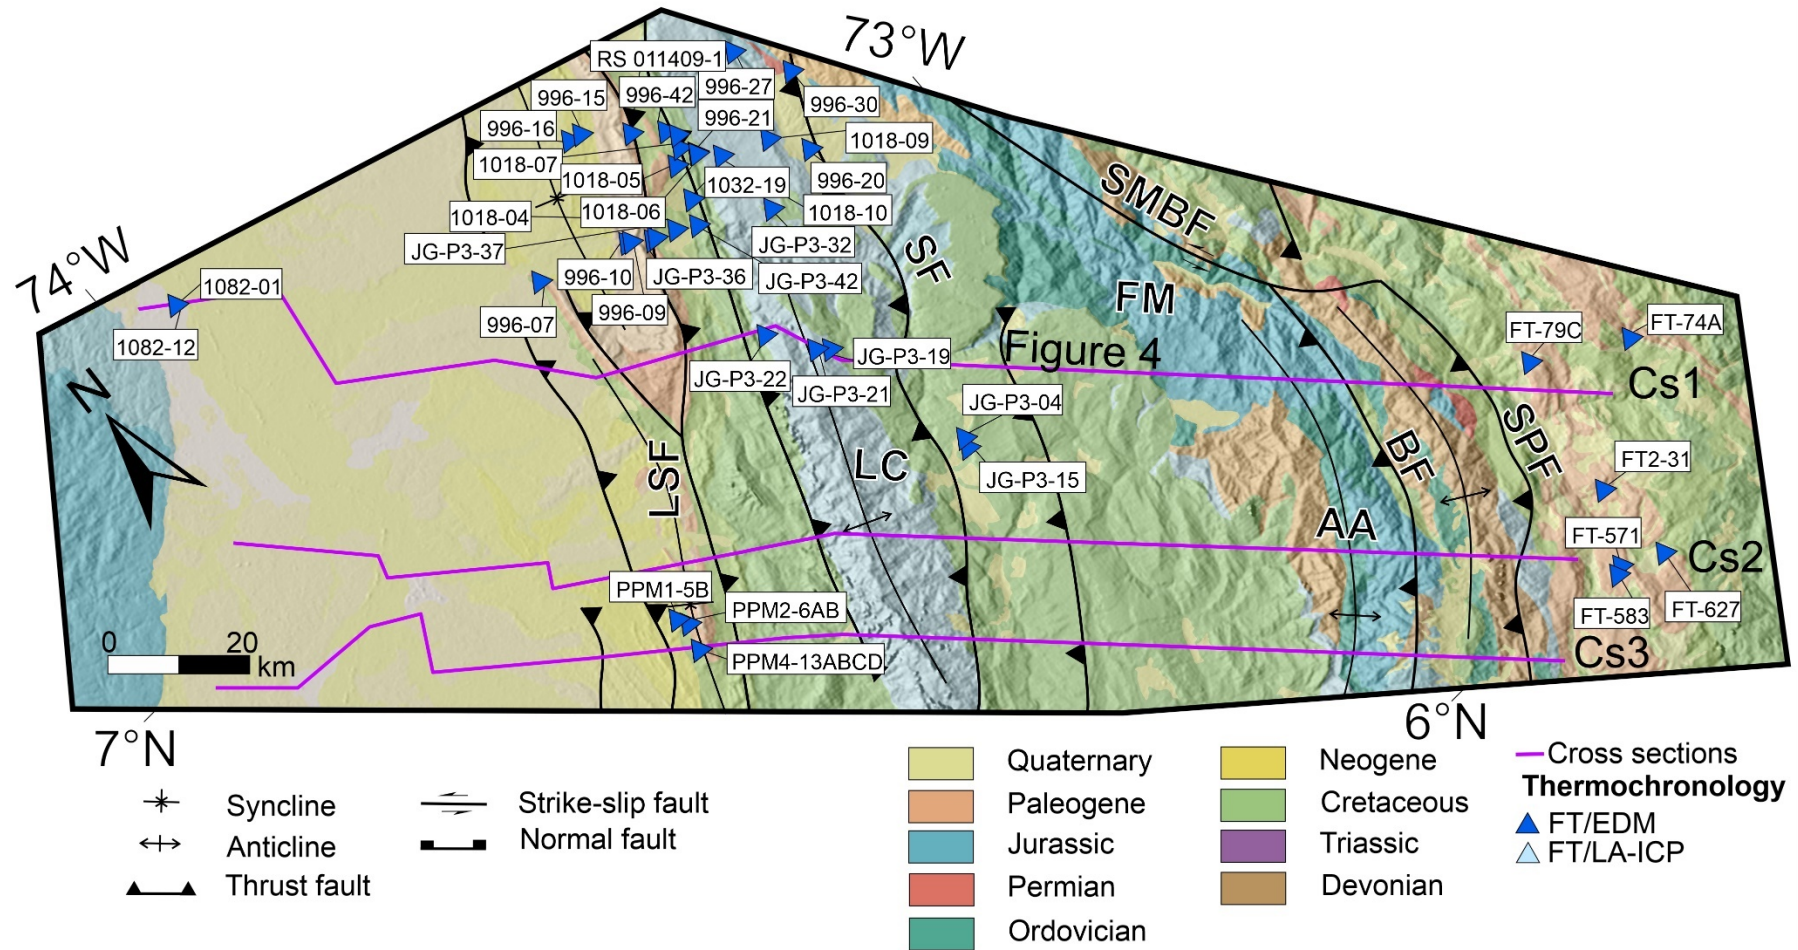 73°W
RS 011409-1
996-27
996-15
996-42
996-30
996-21
996-16
1018-09
1018-07
1018-05
1032-19
996-20
1018-04
1018-06
1018-10
SMBF
JG-P3-37
JG-P3-32
SF
74°W
996-10
JG-P3-36
JG-P3-42
1082-01
FM
996-07
996-09
1082-12
FT-79C
FT-74A
Figure 4
JG-P3-19
JG-P3-22
JG-P3-21
Cs1
N
JG-P3-04
SPF
BF
LSF
LC
JG-P3-15
FT2-31
AA
FT-571
Cs2
PPM1-5B
PPM2-6AB
FT-583
FT-627
0 20
km
PPM4-13ABCD
Cs3
7°N
6°N
Syncline
Anticline
Thrust fault
Strike-slip fault
Normal fault
Quaternary
Paleogene
Jurassic
Permian
Ordovician
Neogene
Cretaceous
Triassic
Devonian
Cross sections
Thermochronology
FT/EDM
FT/LA-ICP